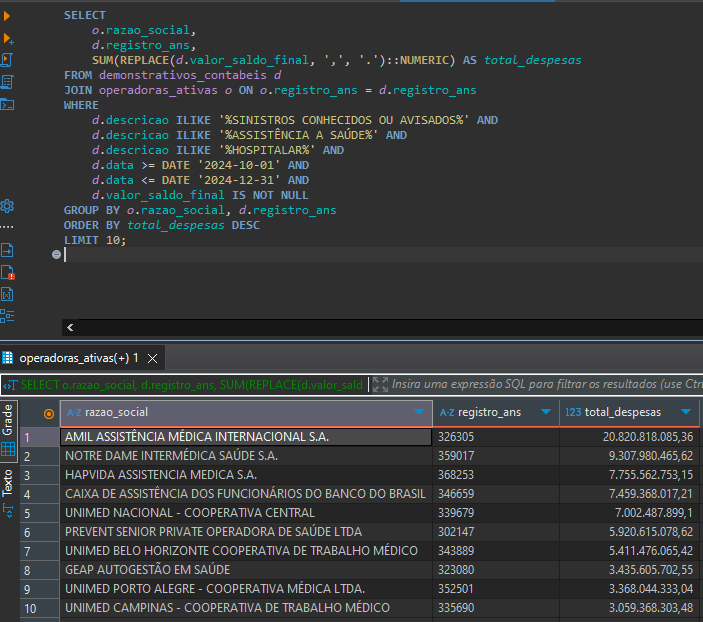 SELECT
o.razao_social,
d.registro_ans,
SUM(REPLACE(d.valor_saldo_final, ',', '.')::NUMERIC) AS total_despesas
FROM demonstrativos_contabeis d
JOIN operadoras_ativas o ON o.registro_ans = d.registro_ans
WHERE
d.descricao ILIKE '%SINISTROS CONHECIDOS OU AVISADOS%' AND
d.descricao ILIKE '%ASSISTÊNCIA A SAÚDE%' AND
d.descricao ILIKE '%HOSPITALAR%' AND
d.data >= DATE '2024-10-01' AND
d.data <= DATE '2024-12-31' AND
d.valor_saldo_final IS NOT NULL
GROUP BY o.razao_social, d.registro_ans
ORDER BY total_despesas DESC
LIMIT 10;
operadoras_ativas(+) 1
SELECT o.razao_social, d.registro_ans, SUM(REPLACE(d.valor_sald Insira uma expressão SQL para filtrar os resultados (use Ctr
Grade
Texto
A-Z razao_social A-Z registro_ans 123 total_despesas
1 AMIL ASSISTÊNCIA MÉDICA INTERNACIONAL S.A. 326305 20.820.818.085,36
2 NOTRE DAME INTERMÉDICA SAÚDE S.A. 359017 9.307.980.465,62
3 HAPVIDA ASSISTENCIA MEDICA S.A. 368253 7.755.562.753,15
4 CAIXA DE ASSISTÊNCIA DOS FUNCIONÁRIOS DO BANCO DO BRASIL 346659 7.459.368.017,21
5 UNIMED NACIONAL - COOPERATIVA CENTRAL 339679 7.002.487.899,1
6 PREVENT SENIOR PRIVATE OPERADORA DE SAÚDE LTDA 302147 5.920.615.078,62
7 UNIMED BELO HORIZONTE COOPERATIVA DE TRABALHO MÉDICO 343889 5.411.476.065,42
8 GEAP AUTOGESTÃO EM SAÚDE 323080 3.435.605.702,55
9 UNIMED PORTO ALEGRE - COOPERATIVA MÉDICA LTDA. 352501 3.368.044.333,04
10 UNIMED CAMPINAS - COOPERATIVA DE TRABALHO MÉDICO 335690 3.059.368.303,48